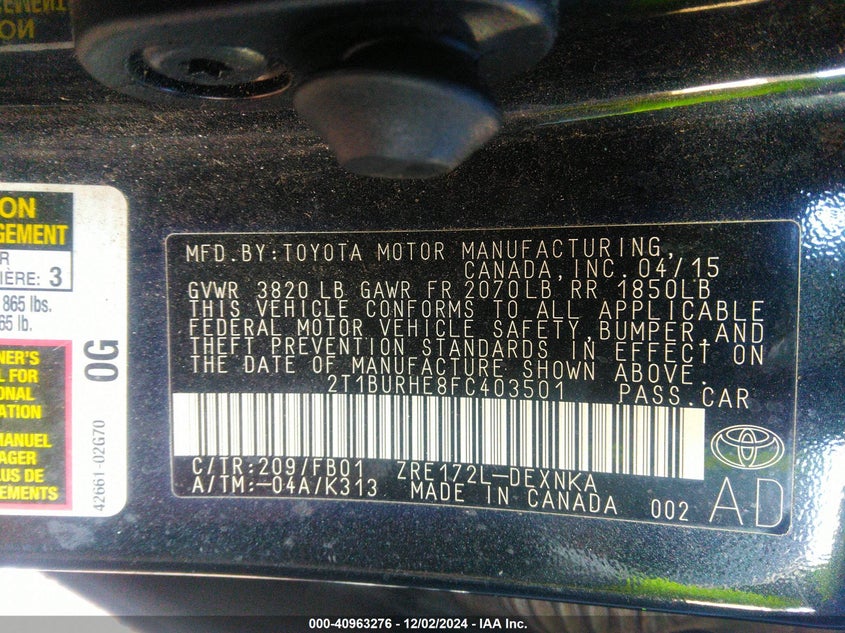 ON
ION
GEMENT
R
IÈRE: 3
865 lbs.
65 lb.
NER'S
L FOR
ONAL
ATION
MANUEL
PLUS DE
EMENTS
0G
42661-02G70
MFD.BY:TOYOTA MOTOR MANUFACTURING,
CANADA,INC.04/15
GVWR 3820 LB GAWR FR 2070LB RR 1850LB
THIS VEHICLE CONFORMS TO ALL APPLICABLE
FEDERAL MOTOR VEHICLE SAFETY,BUMPER,AND
THEFT PREVENTION STANDARDS IN EFFECT ON
THE DATE OF MANUFACTURE SHOWN ABOVE.
2T1BURHE8FC403501 PASS.CAR
C/TR:209/FB01 ZRE172L-DEXNKA
A/TM:-04A/K313 MADE IN CANADA 002
TOYOTA
AD
000-40963276 - 12/02/2024 - IAA Inc.